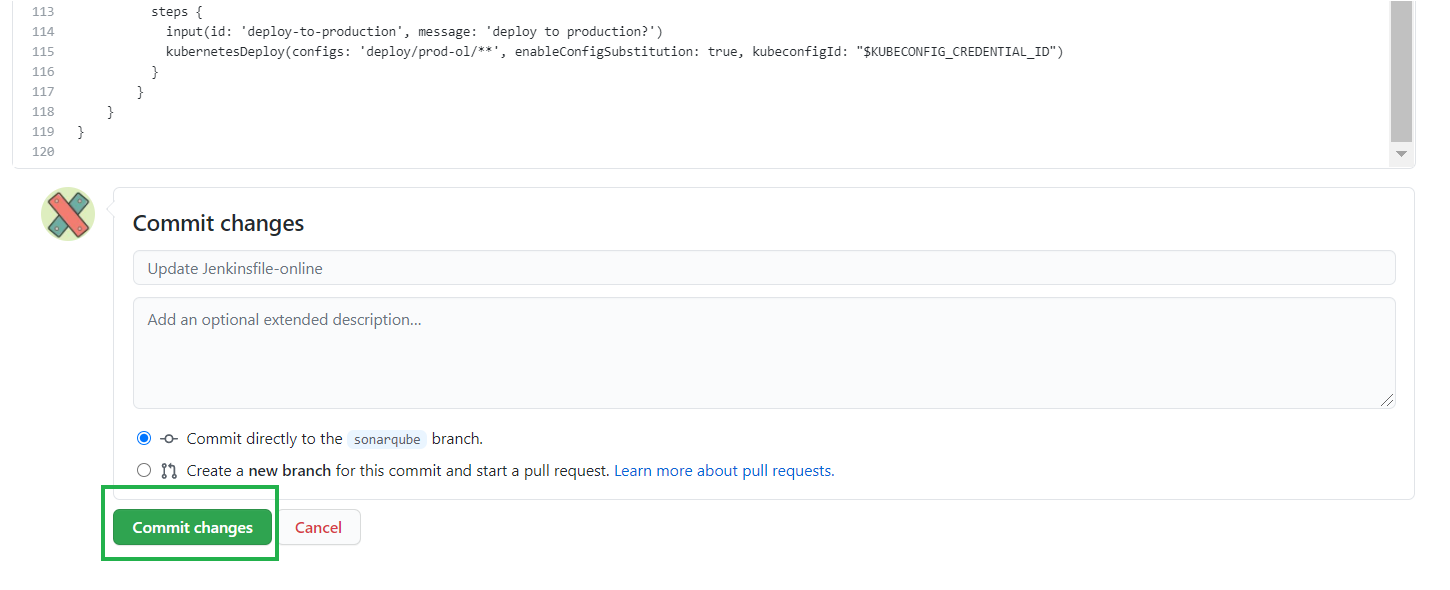 113 steps {
114 input(id: 'deploy-to-production', message: 'deploy to production?')
115 kubernetesDeploy(configs: 'deploy/prod-ol/**', enableConfigSubstitution: true, kubeconfigId: "$KUBECONFIG_CREDENTIAL_ID")
116 }
117 }
118 }
119 }
120
Commit changes
Update Jenkinsfile-online
Add an optional extended description...
Commit directly to the sonarqube branch.
Create a new branch for this commit and start a pull request. Learn more about pull requests.
Commit changes Cancel